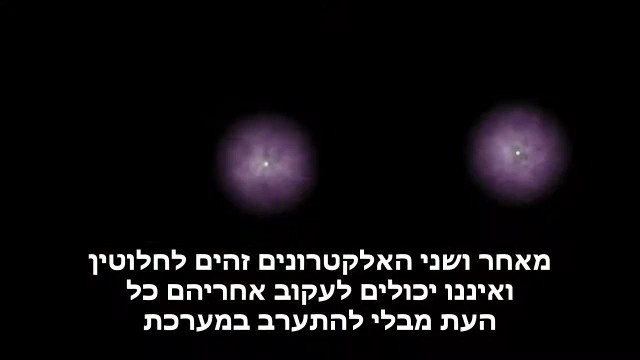 מאחר ושני האלקטרונים זהים לחלוטין
ואיננו יכולים לעקוב אחריהם כל
העת מבלי להתערב במערכת